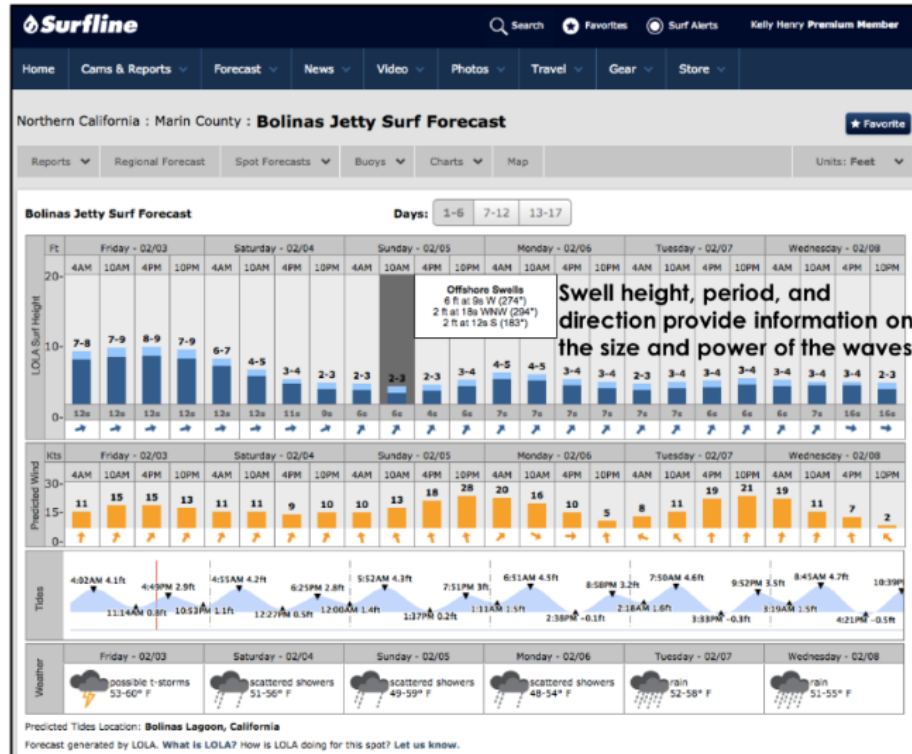 Surfline
Search Favorites Surf Alerts Kelly Henry Premium Member
Home Cams & Reports Forecast News Video Photos Travel Gear Store
Northern California : Marin County : Bolinas Jetty Surf Forecast
★ Favorite
Reports Regional Forecast Spot Forecasts Buoys Charts Map Units: Feet
Bolinas Jetty Surf Forecast Days: 1-6 7-12 13-17
Ft Friday - 02/03 Saturday - 02/04 Sunday - 02/05 Monday - 02/06 Tuesday - 02/07 Wednesday - 02/08
4AM 10AM 4PM 10PM 4AM 10AM 4PM 10PM 4AM 10AM 4PM 10PM 4AM 10AM 4PM 10PM 4AM 10AM 4PM 10PM 4AM 10AM 4PM 10PM
LOLA Surf Height
20-
10-
0-
Offshore Swells
6 ft at 9s W (274°)
2 ft at 18s WNW (294°)
2 ft at 12s S (183°)
Swell height, period, and
direction provide information on
the size and power of the waves
7-8 7-9 8-9 7-9 6-7 4-5 3-4 2-3 2-3 2-3 2-3 3-4 4-5 4-5 3-4 3-4 2-3 3-4 3-4 3-4 3-4 3-4 3-4 2-3
12s 12s 12s 12s 12s 12s 11s 9s 6s 6s 4s 6s 7s 7s 7s 7s 7s 7s 6s 6s 6s 7s 16s 16s
Kts Friday - 02/03 Saturday - 02/04 Sunday - 02/05 Monday - 02/06 Tuesday - 02/07 Wednesday - 02/08
4AM 10AM 4PM 10PM 4AM 10AM 4PM 10PM 4AM 10AM 4PM 10PM 4AM 10AM 4PM 10PM 4AM 10AM 4PM 10PM 4AM 10AM 4PM 10PM
Predicted Wind
30-
15-
0-
11 15 15 13 11 11 9 10 10 13 18 28 20 16 10 5 8 11 19 21 19 11 7 2
Tides
4:02AM 4.1ft 4:49PM 2.9ft 4:55AM 4.2ft 6:25PM 2.8ft 5:52AM 4.3ft 7:51PM 3ft 6:51AM 4.5ft 8:58PM 3.2ft 7:50AM 4.6ft 9:52PM 3.5ft 8:45AM 4.7ft 10:39P
11:14AM 0.8ft 10:53PM 1.1ft 12:27PM 0.5ft 12:00AM 1.4ft 1:37PM 0.2ft 1:11AM 1.5ft 2:38PM -0.1ft 2:18AM 1.6ft 3:33PM -0.3ft 3:19AM 1.5ft 4:21PM -0.5ft
Weather
Friday - 02/03 Saturday - 02/04 Sunday - 02/05 Monday - 02/06 Tuesday - 02/07 Wednesday - 02/08
possible t-storms scattered showers scattered showers scattered showers rain rain
53-60° F 51-56° F 49-59° F 48-54° F 52-58° F 51-55° F
Predicted Tides Location: Bolinas Lagoon, California
Forecast generated by LOLA. What is LOLA? How is LOLA doing for this spot? Let us know.